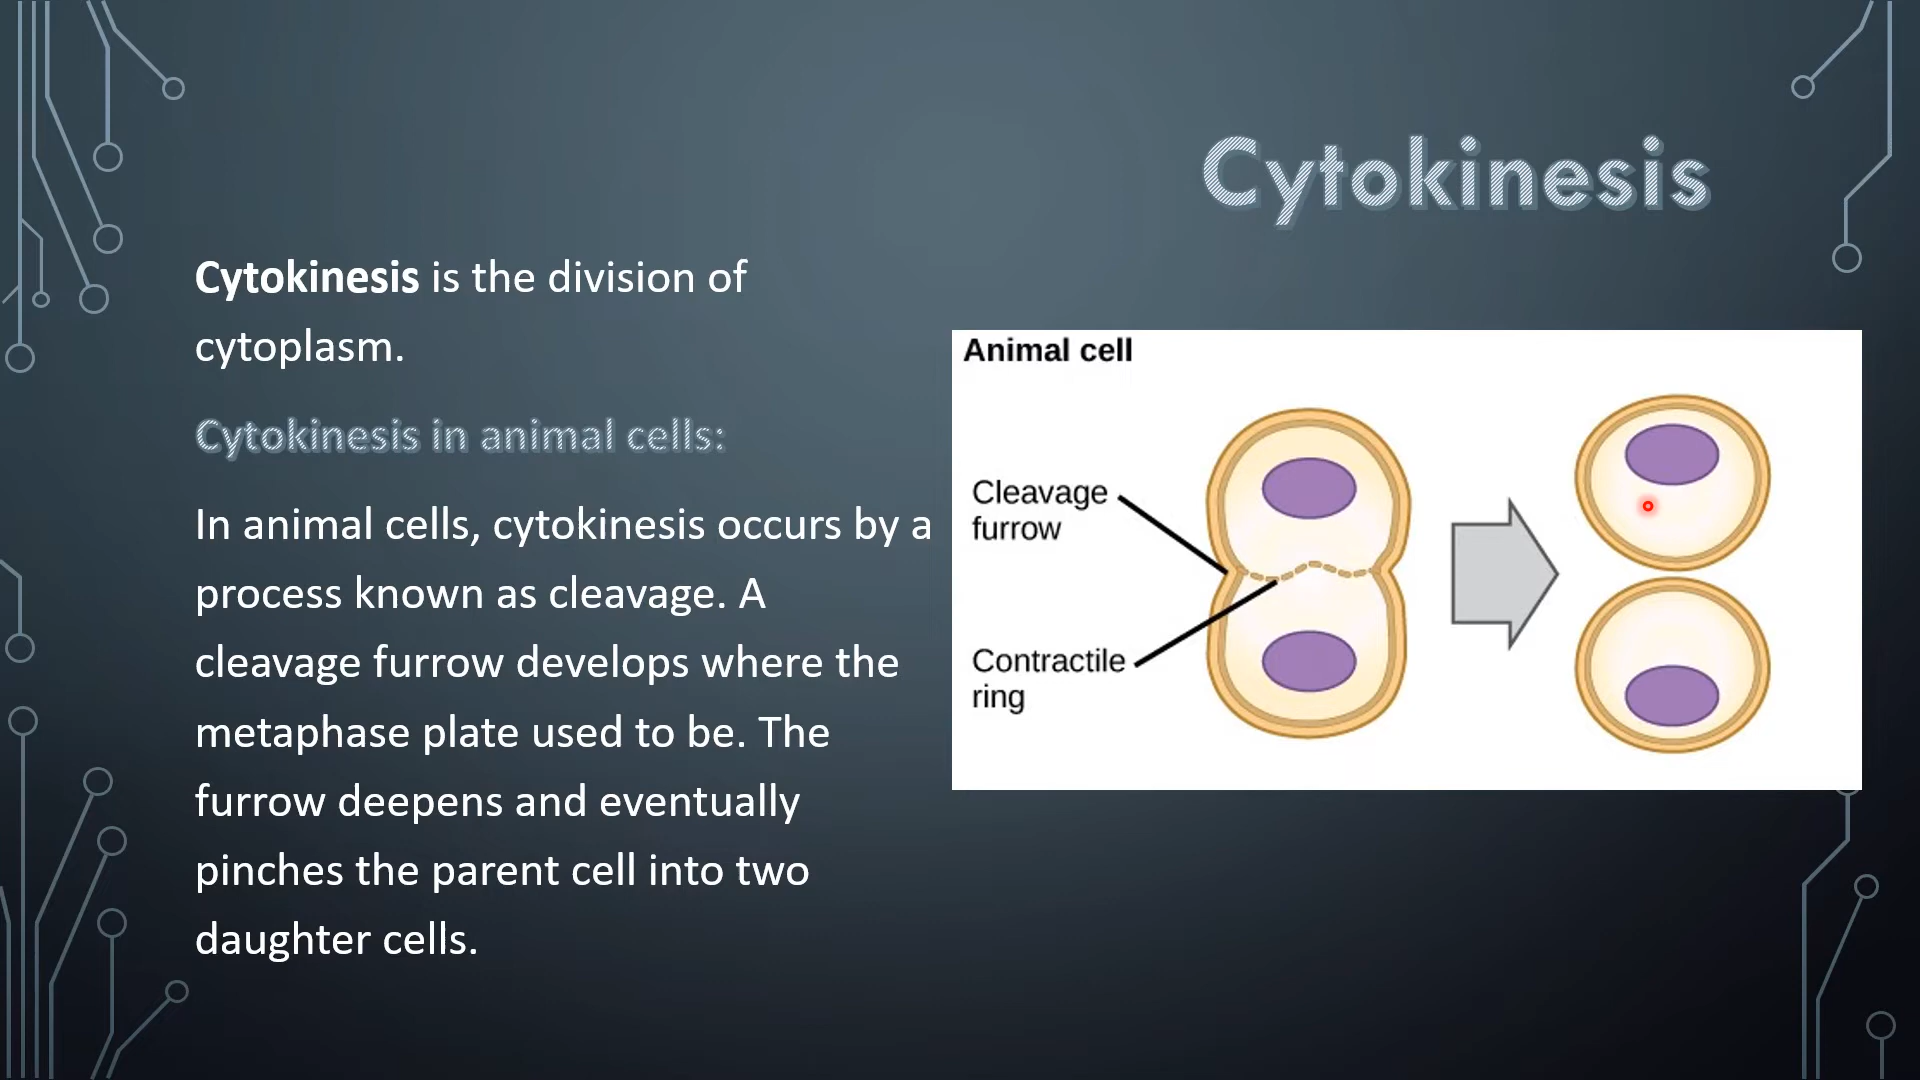 Cytokinesis
Cytokinesis is the division of
cytoplasm.
Cytokinesis in animal cells:
In animal cells, cytokinesis occurs by a
process known as cleavage. A
cleavage furrow develops where the
metaphase plate used to be. The
furrow deepens and eventually
pinches the parent cell into two
daughter cells.
Animal cell
Cleavage
furrow
Contractile
ring